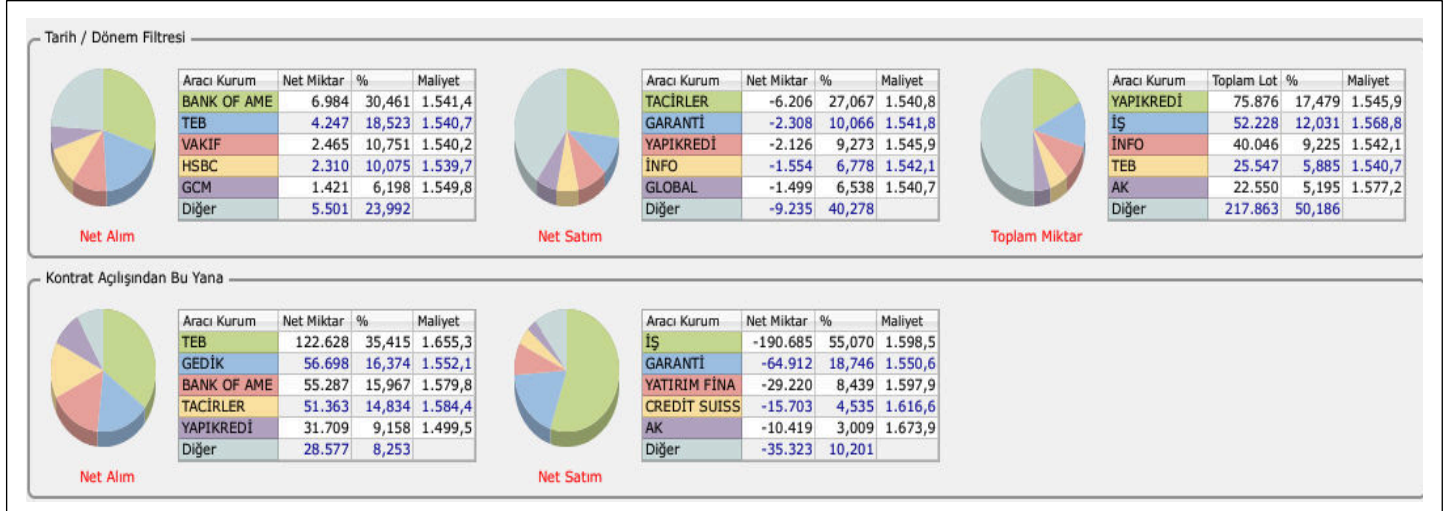 Tarih / Dönem Filtresi
Aracı Kurum Net Miktar % Maliyet
BANK OF AME 6.984 30,461 1.541,4
TEB 4.247 18,523 1.540,7
VAKIF 2.465 10,751 1.540,2
HSBC 2.310 10,075 1.539,7
GCM 1.421 6,198 1.549,8
Diğer 5.501 23,992
Net Alım
Aracı Kurum Net Miktar % Maliyet
TACİRLER -6.206 27,067 1.540,8
GARANTİ -2.308 10,066 1.541,8
YAPIKREDİ -2.126 9,273 1.545,9
İNFO -1.554 6,778 1.542,1
GLOBAL -1.499 6,538 1.540,7
Diğer -9.235 40,278
Net Satım
Aracı Kurum Toplam Lot % Maliyet
YAPIKREDİ 75.876 17,479 1.545,9
İŞ 52.228 12,031 1.568,8
İNFO 40.046 9,225 1.542,1
TEB 25.547 5,885 1.540,7
AK 22.550 5,195 1.577,2
Diğer 217.863 50,186
Toplam Miktar
Kontrat Açılışından Bu Yana
Aracı Kurum Net Miktar % Maliyet
TEB 122.628 35,415 1.655,3
GEDİK 56.698 16,374 1.552,1
BANK OF AME 55.287 15,967 1.579,8
TACİRLER 51.363 14,834 1.584,4
YAPIKREDİ 31.709 9,158 1.499,5
Diğer 28.577 8,253
Net Alım
Aracı Kurum Net Miktar % Maliyet
İŞ -190.685 55,070 1.598,5
GARANTİ -64.912 18,746 1.550,6
YATIRIM FİNA -29.220 8,439 1.597,9
CREDİT SUISS -15.703 4,535 1.616,6
AK -10.419 3,009 1.673,9
Diğer -35.323 10,201
Net Satım